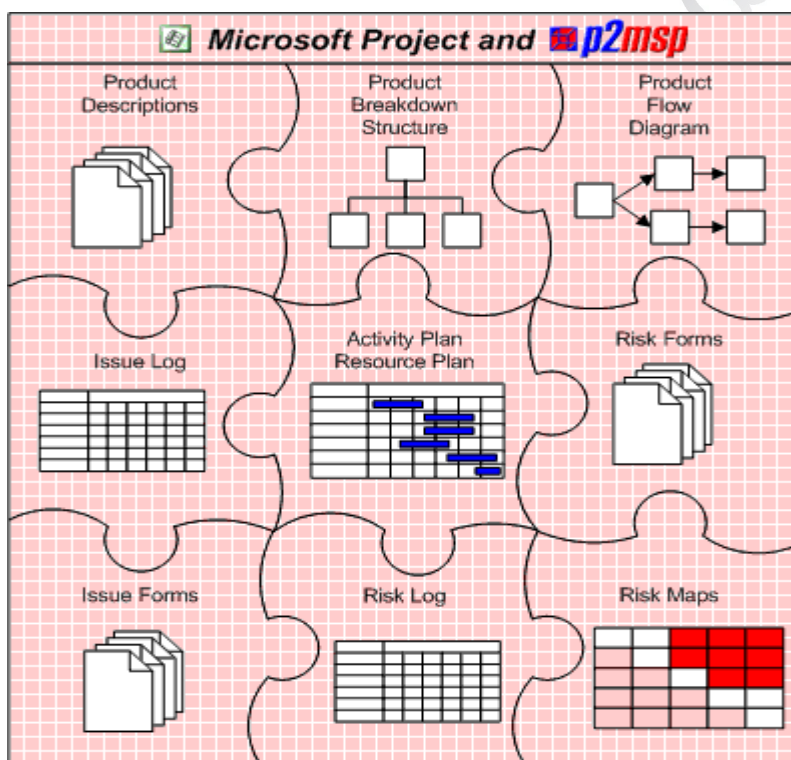 Microsoft Project and p2msp
Product
Descriptions
Product
Breakdown
Structure
Product
Flow
Diagram
Issue Log
Activity Plan
Resource Plan
Risk Forms
Issue Forms
Risk Log
Risk Maps